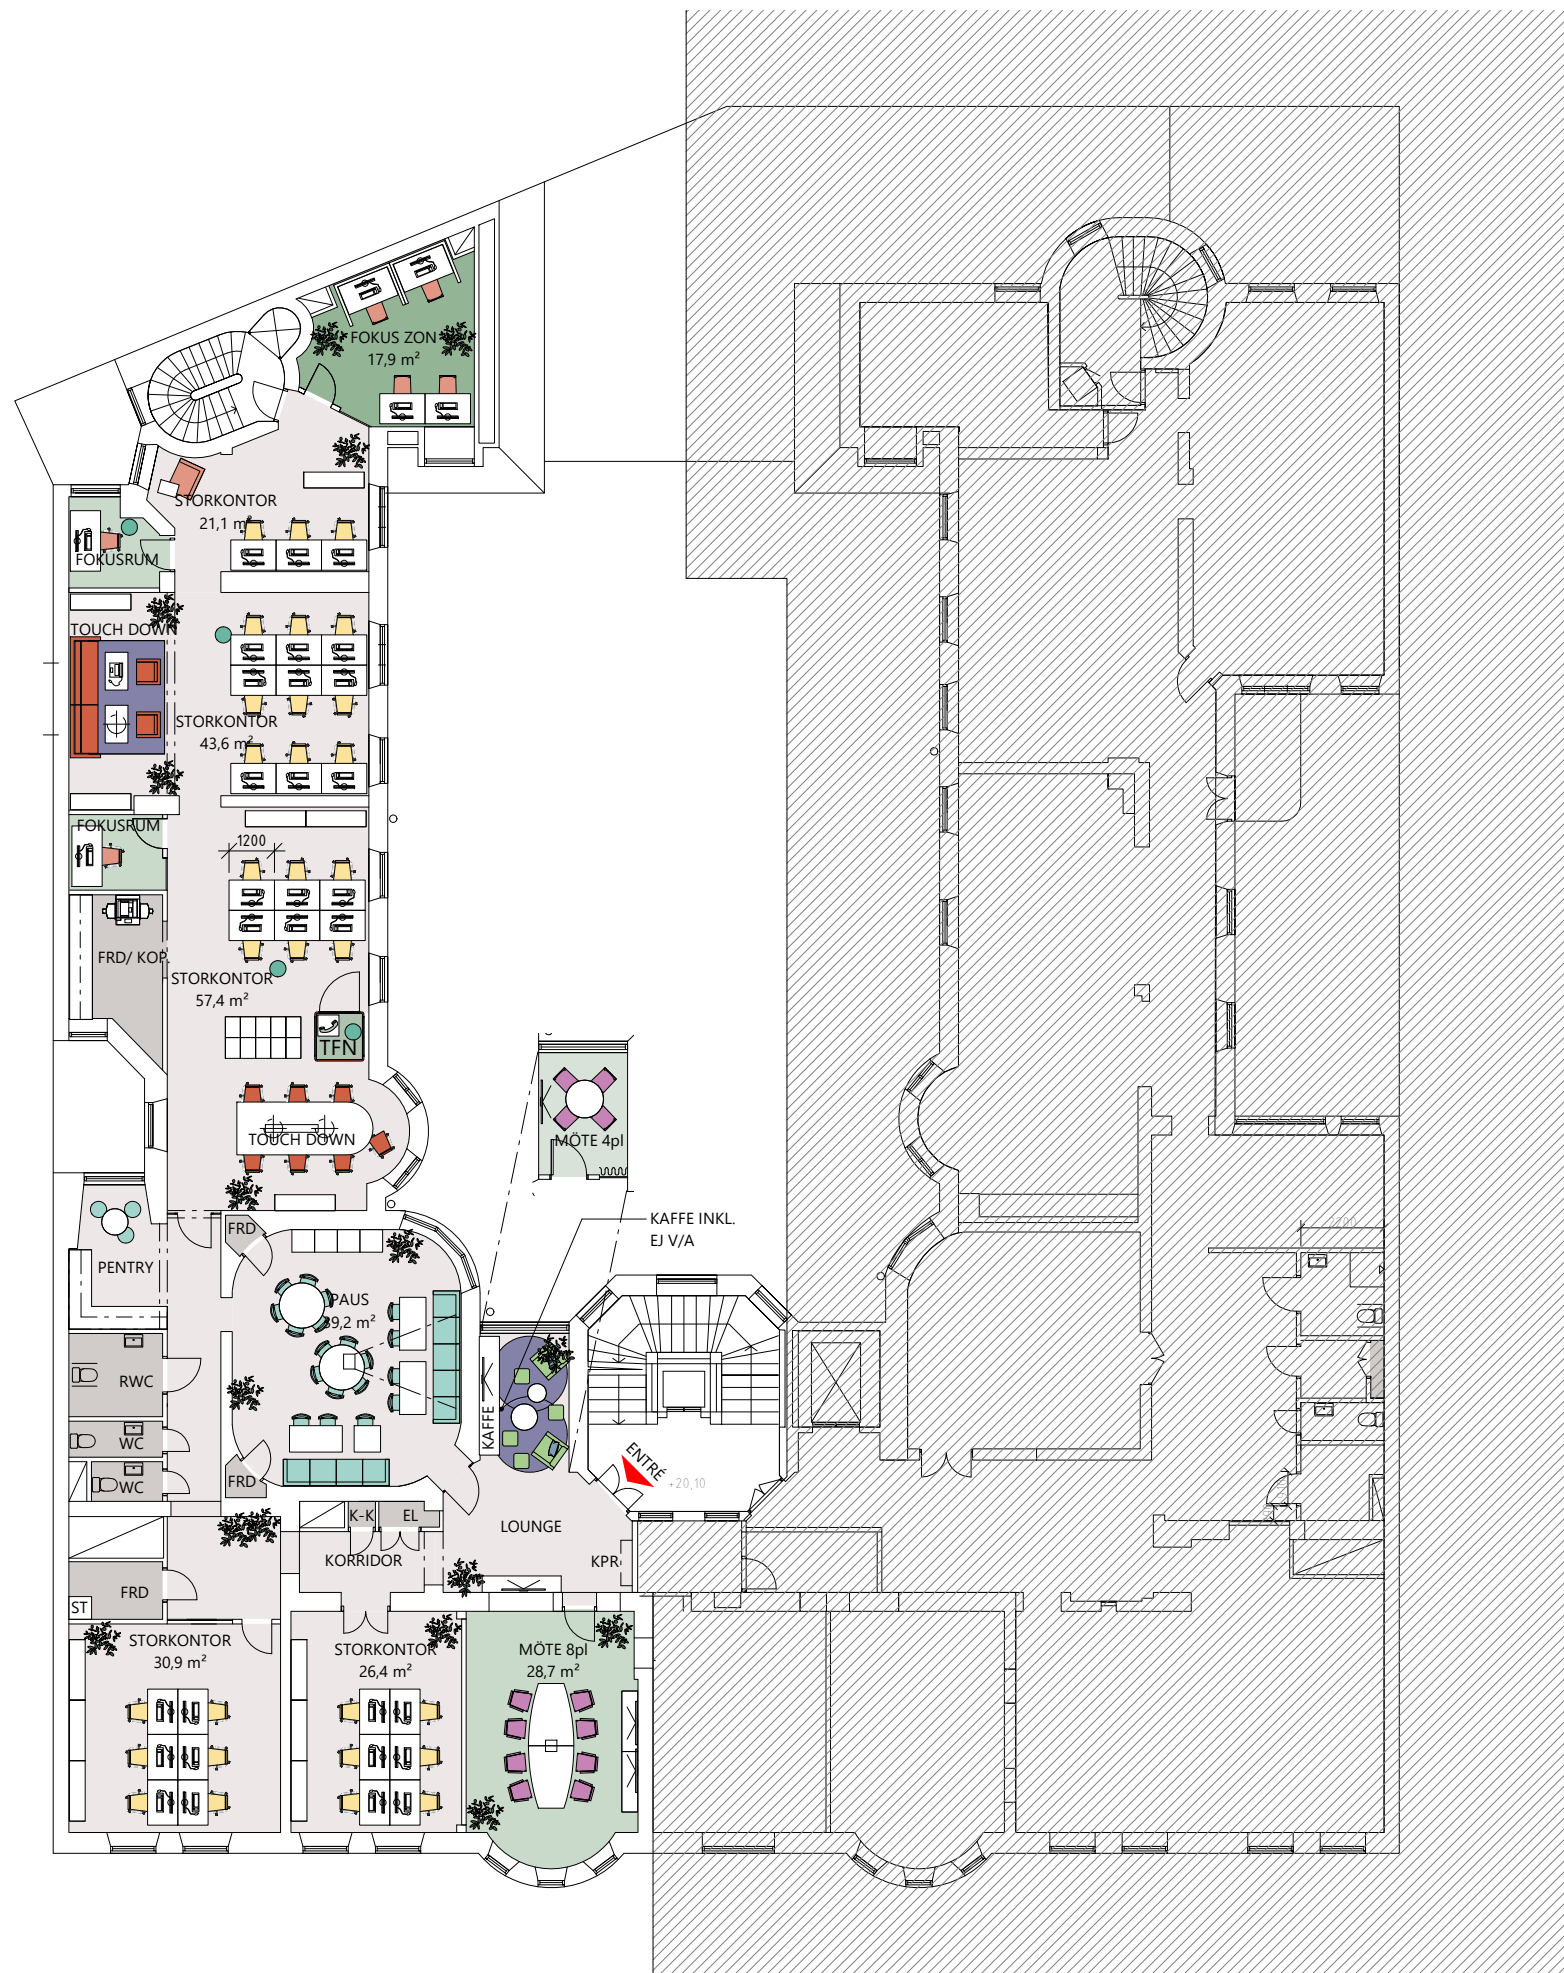 FOKUS ZON
17,9 m²
STORKONTOR
21,1 m²
FOKUSRUM
TOUCH DOWN
STORKONTOR
43,6 m²
FOKUSRUM
1200
FRD/ KOP.
STORKONTOR
57,4 m²
TFN
TOUCH DOWN
MÖTE 4pl
KAFFE INKL.
EJ V/A
FRD
PENTRY
PAUS
39,2 m²
RWC
KAFFE
WC
WC
FRD
ENTRÉ
+20,10
K-K
EL
LOUNGE
KORRIDOR
KPR
FRD
ST
STORKONTOR
30,9 m²
STORKONTOR
26,4 m²
MÖTE 8pl
28,7 m²